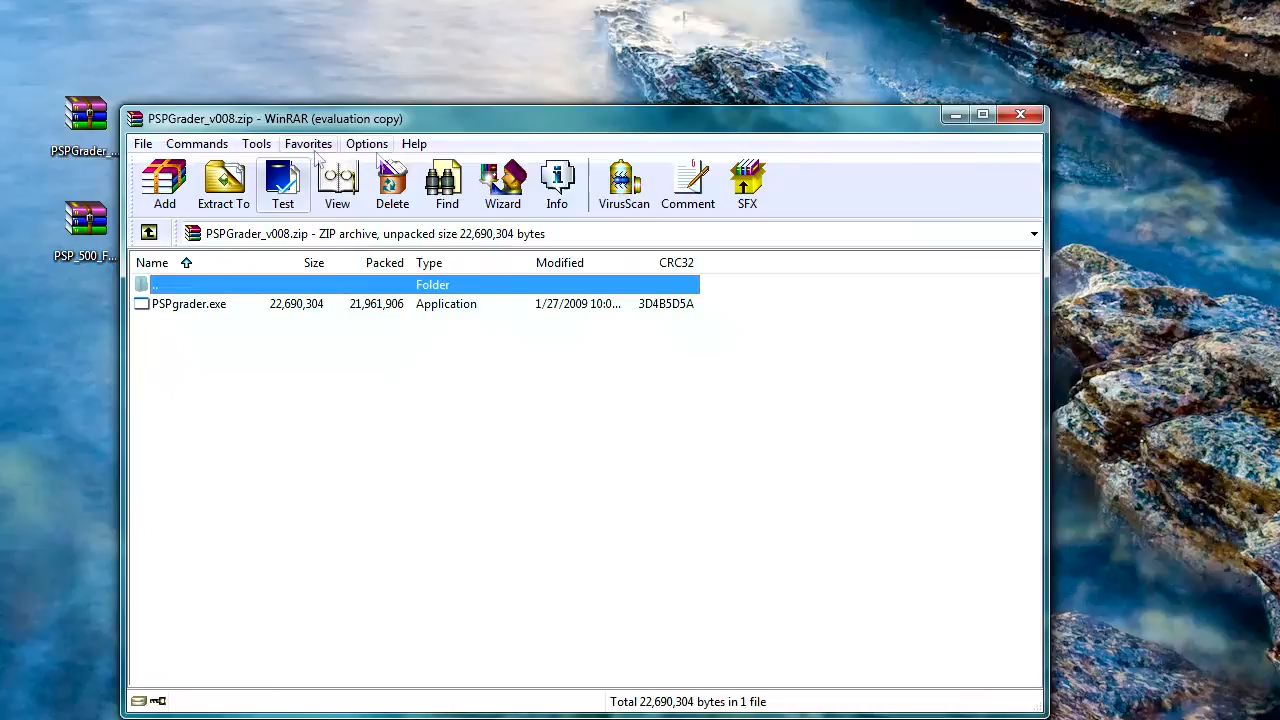 PSPGrader_...
PSP_500_F...
PSPGrader_v008.zip - WinRAR (evaluation copy)
File Commands Tools Favorites Options Help
Add Extract To Test View Delete Find Wizard Info VirusScan Comment SFX
PSPGrader_v008.zip - ZIP archive, unpacked size 22,690,304 bytes
Name Size Packed Type Modified CRC32
.. Folder
PSPgrader.exe 22,690,304 21,961,906 Application 1/27/2009 10:0... 3D4B5D5A
Total 22,690,304 bytes in 1 file